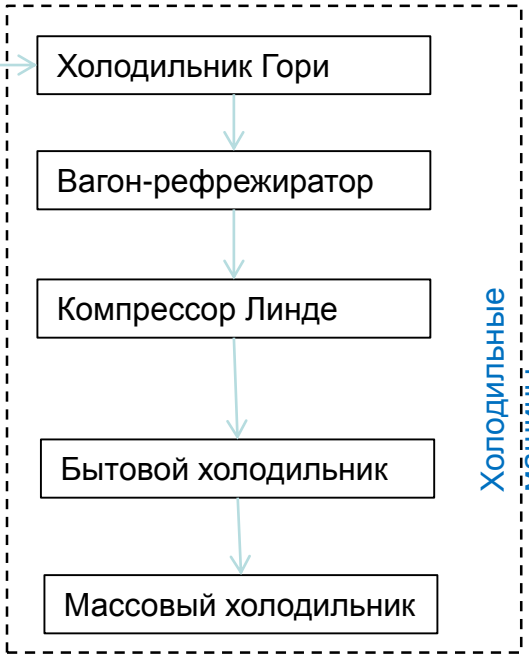 Холодильник Гори
Вагон-рефрежиратор
Компрессор Линде
Бытовой холодильник
Массовый холодильник
Холодильные